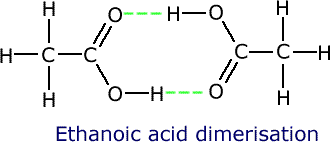 H O H O H
H C C C C H
H O H O H
Ethanoic acid dimerisation